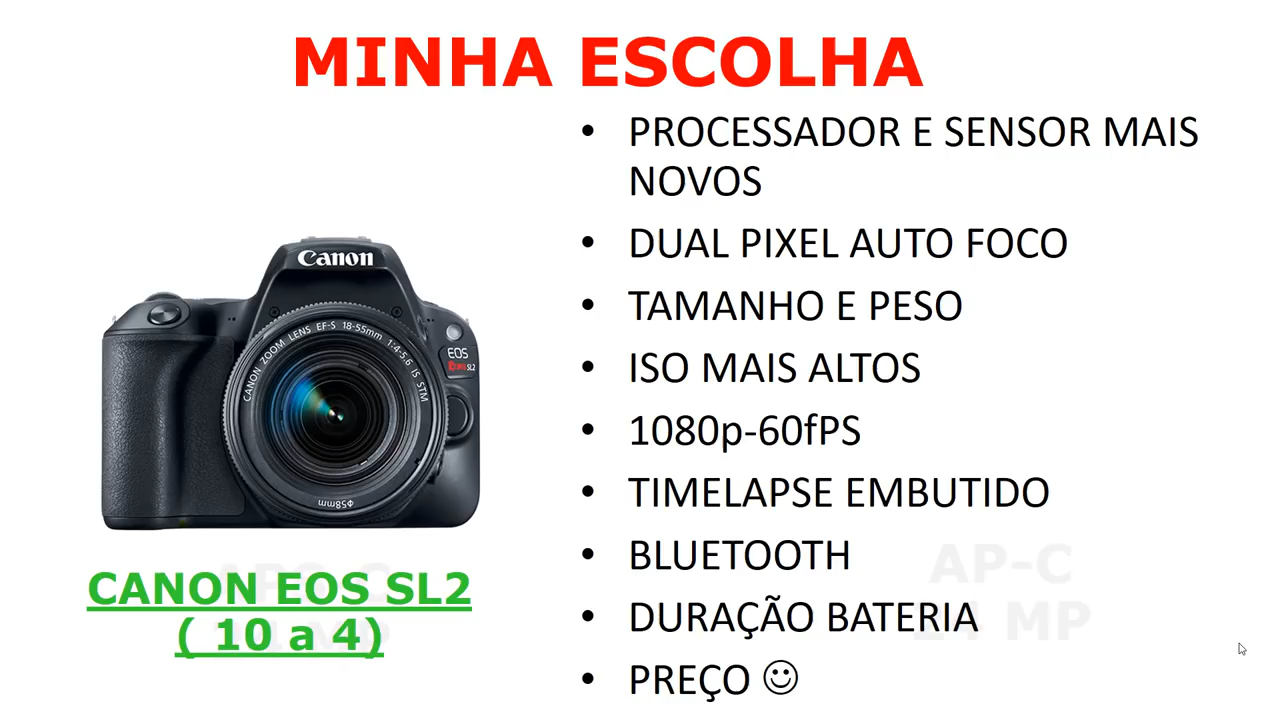 MINHA ESCOLHA
• PROCESSADOR E SENSOR MAIS
NOVOS
• DUAL PIXEL AUTO FOCO
• TAMANHO E PESO
• ISO MAIS ALTOS
• 1080p-60fPS
• TIMELAPSE EMBUTIDO
• BLUETOOTH
• DURAÇÃO BATERIA
• PREÇO ☺
Canon
CANON ZOOM LENS EF-S 18-55mm 1:4-5.6 IS STM
EOS
Rebel SL2
Φ58mm
CANON EOS SL2
( 10 a 4)
AP-C
24 MP